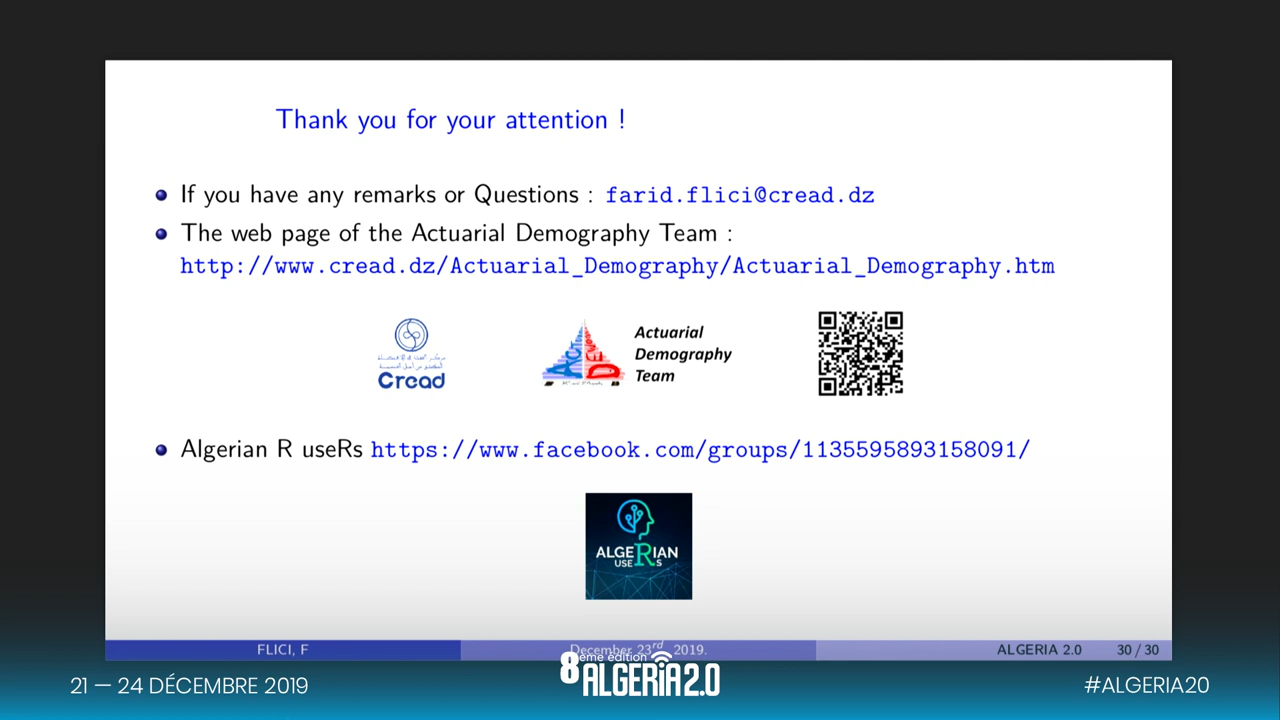 Thank you for your attention !
If you have any remarks or Questions : farid.flici@cread.dz
The web page of the Actuarial Demography Team :
http://www.cread.dz/Actuarial_Demography/Actuarial_Demography.htm
Cread
Actuarial
Demography
Team
Algerian R useRs https://www.facebook.com/groups/1135595893158091/
ALGERIAN
USERS
FLICI, F
December 23rd, 2019.
ALGERIA 2.0
30 / 30
21 — 24 DÉCEMBRE 2019
8ème édition
ALGERIA2.0
#ALGERIA20